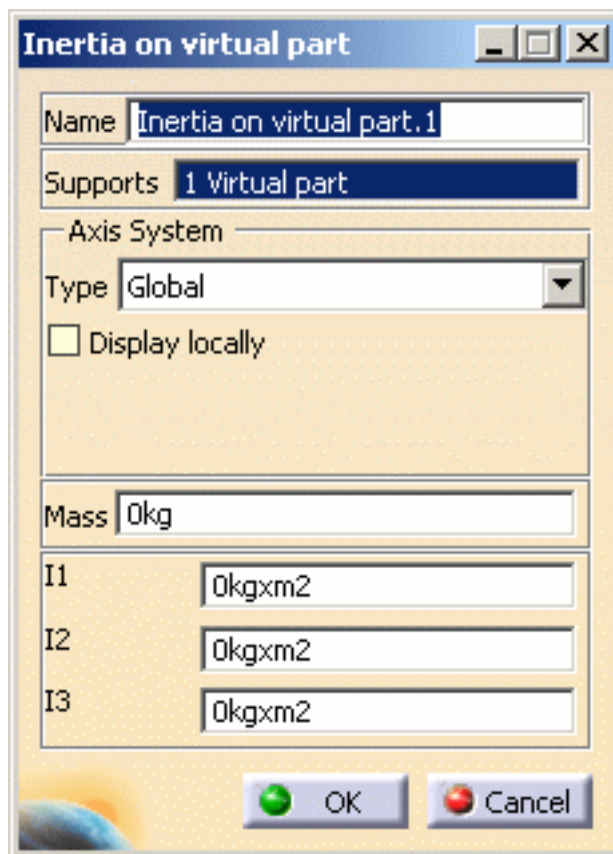 Inertia on virtual part
Name Inertia on virtual part.1
Supports 1 Virtual part
Axis System
Type Global
Display locally
Mass 0kg
I1 0kgxm2
I2 0kgxm2
I3 0kgxm2
OK Cancel